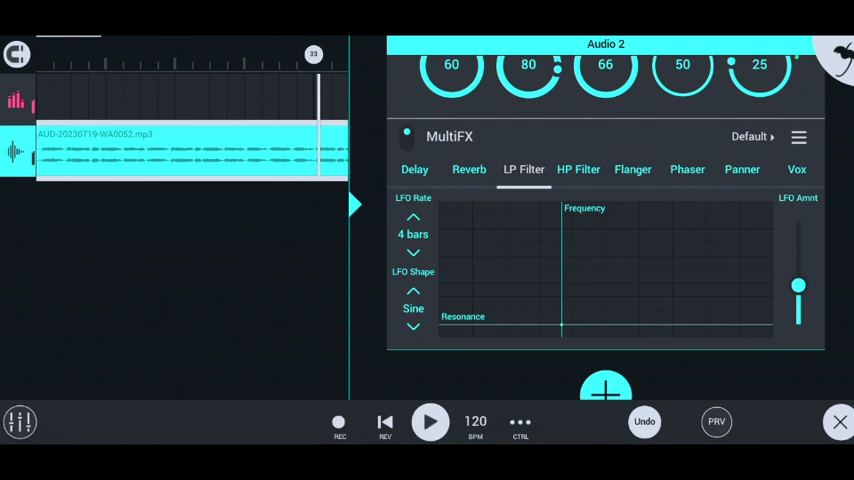 Audio 2
33
60 80 66 50 25
AUD-20230719-WA0052.mp3
MultiFX
Default
Delay Reverb LP Filter HP Filter Flanger Phaser Panner Vox
LFO Rate
LFO Amnt
Frequency
4 bars
LFO Shape
Sine
Resonance
120
Undo
PRV
REC
REV
BPM
CTRL